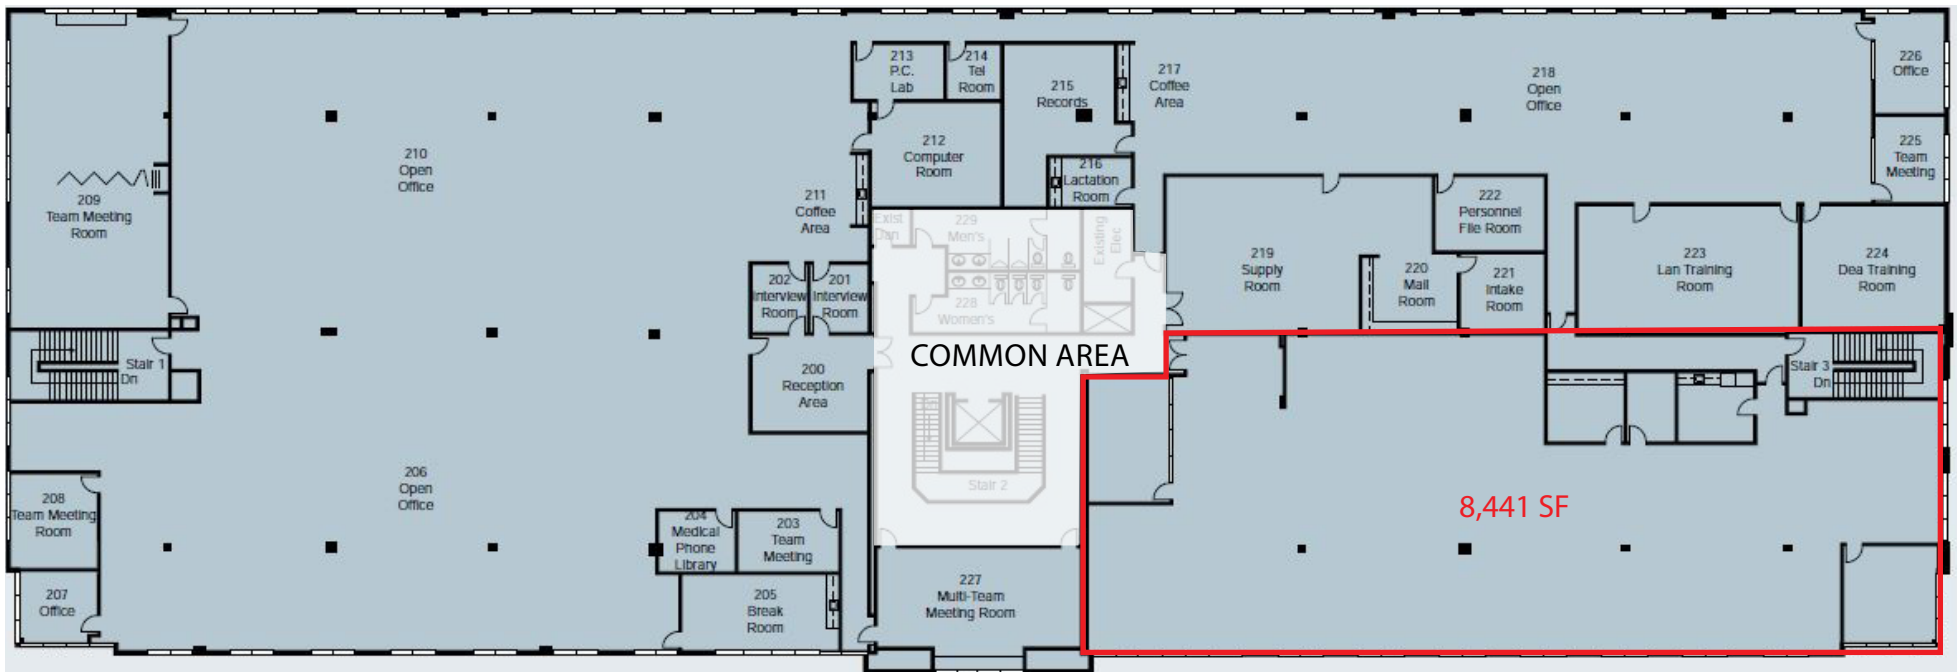 213
P.C.
Lab
214
Tel
Room
215
Records
217
Coffee
Area
218
Open
Office
226
Office
210
Open
Office
212
Computer
Room
216
Lactation
Room
225
Team
Meeting
209
Team Meeting
Room
211
Coffee
Area
Exist
Jan
229
Men's
Existing
Elec
222
Personnel
File Room
219
Supply
Room
220
Mail
Room
221
Intake
Room
223
Lan Training
Room
224
Dea Training
Room
202
Interview
Room
201
Interview
Room
228
Women's
COMMON AREA
Stair 1
Dn
200
Reception
Area
Stair 3
Dn
206
Open
Office
Stair 2
8,441 SF
208
Team Meeting
Room
204
Medical
Phone
Library
203
Team
Meeting
207
Office
205
Break
Room
227
Multi-Team
Meeting Room